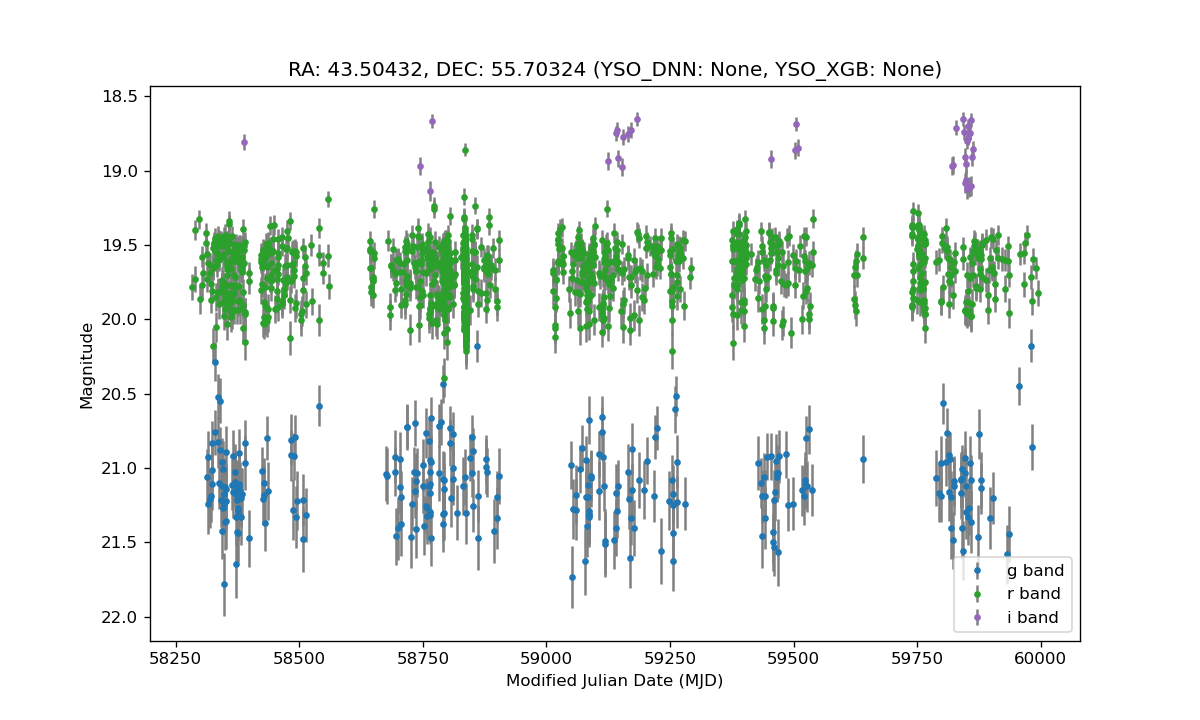 RA: 43.50432, DEC: 55.70324 (YSO_DNN: None, YSO_XGB: None)
18.5
19.0
19.5
20.0
20.5
21.0
21.5
22.0
Magnitude
58250
58500
58750
59000
59250
59500
59750
60000
Modified Julian Date (MJD)
g band
r band
i band